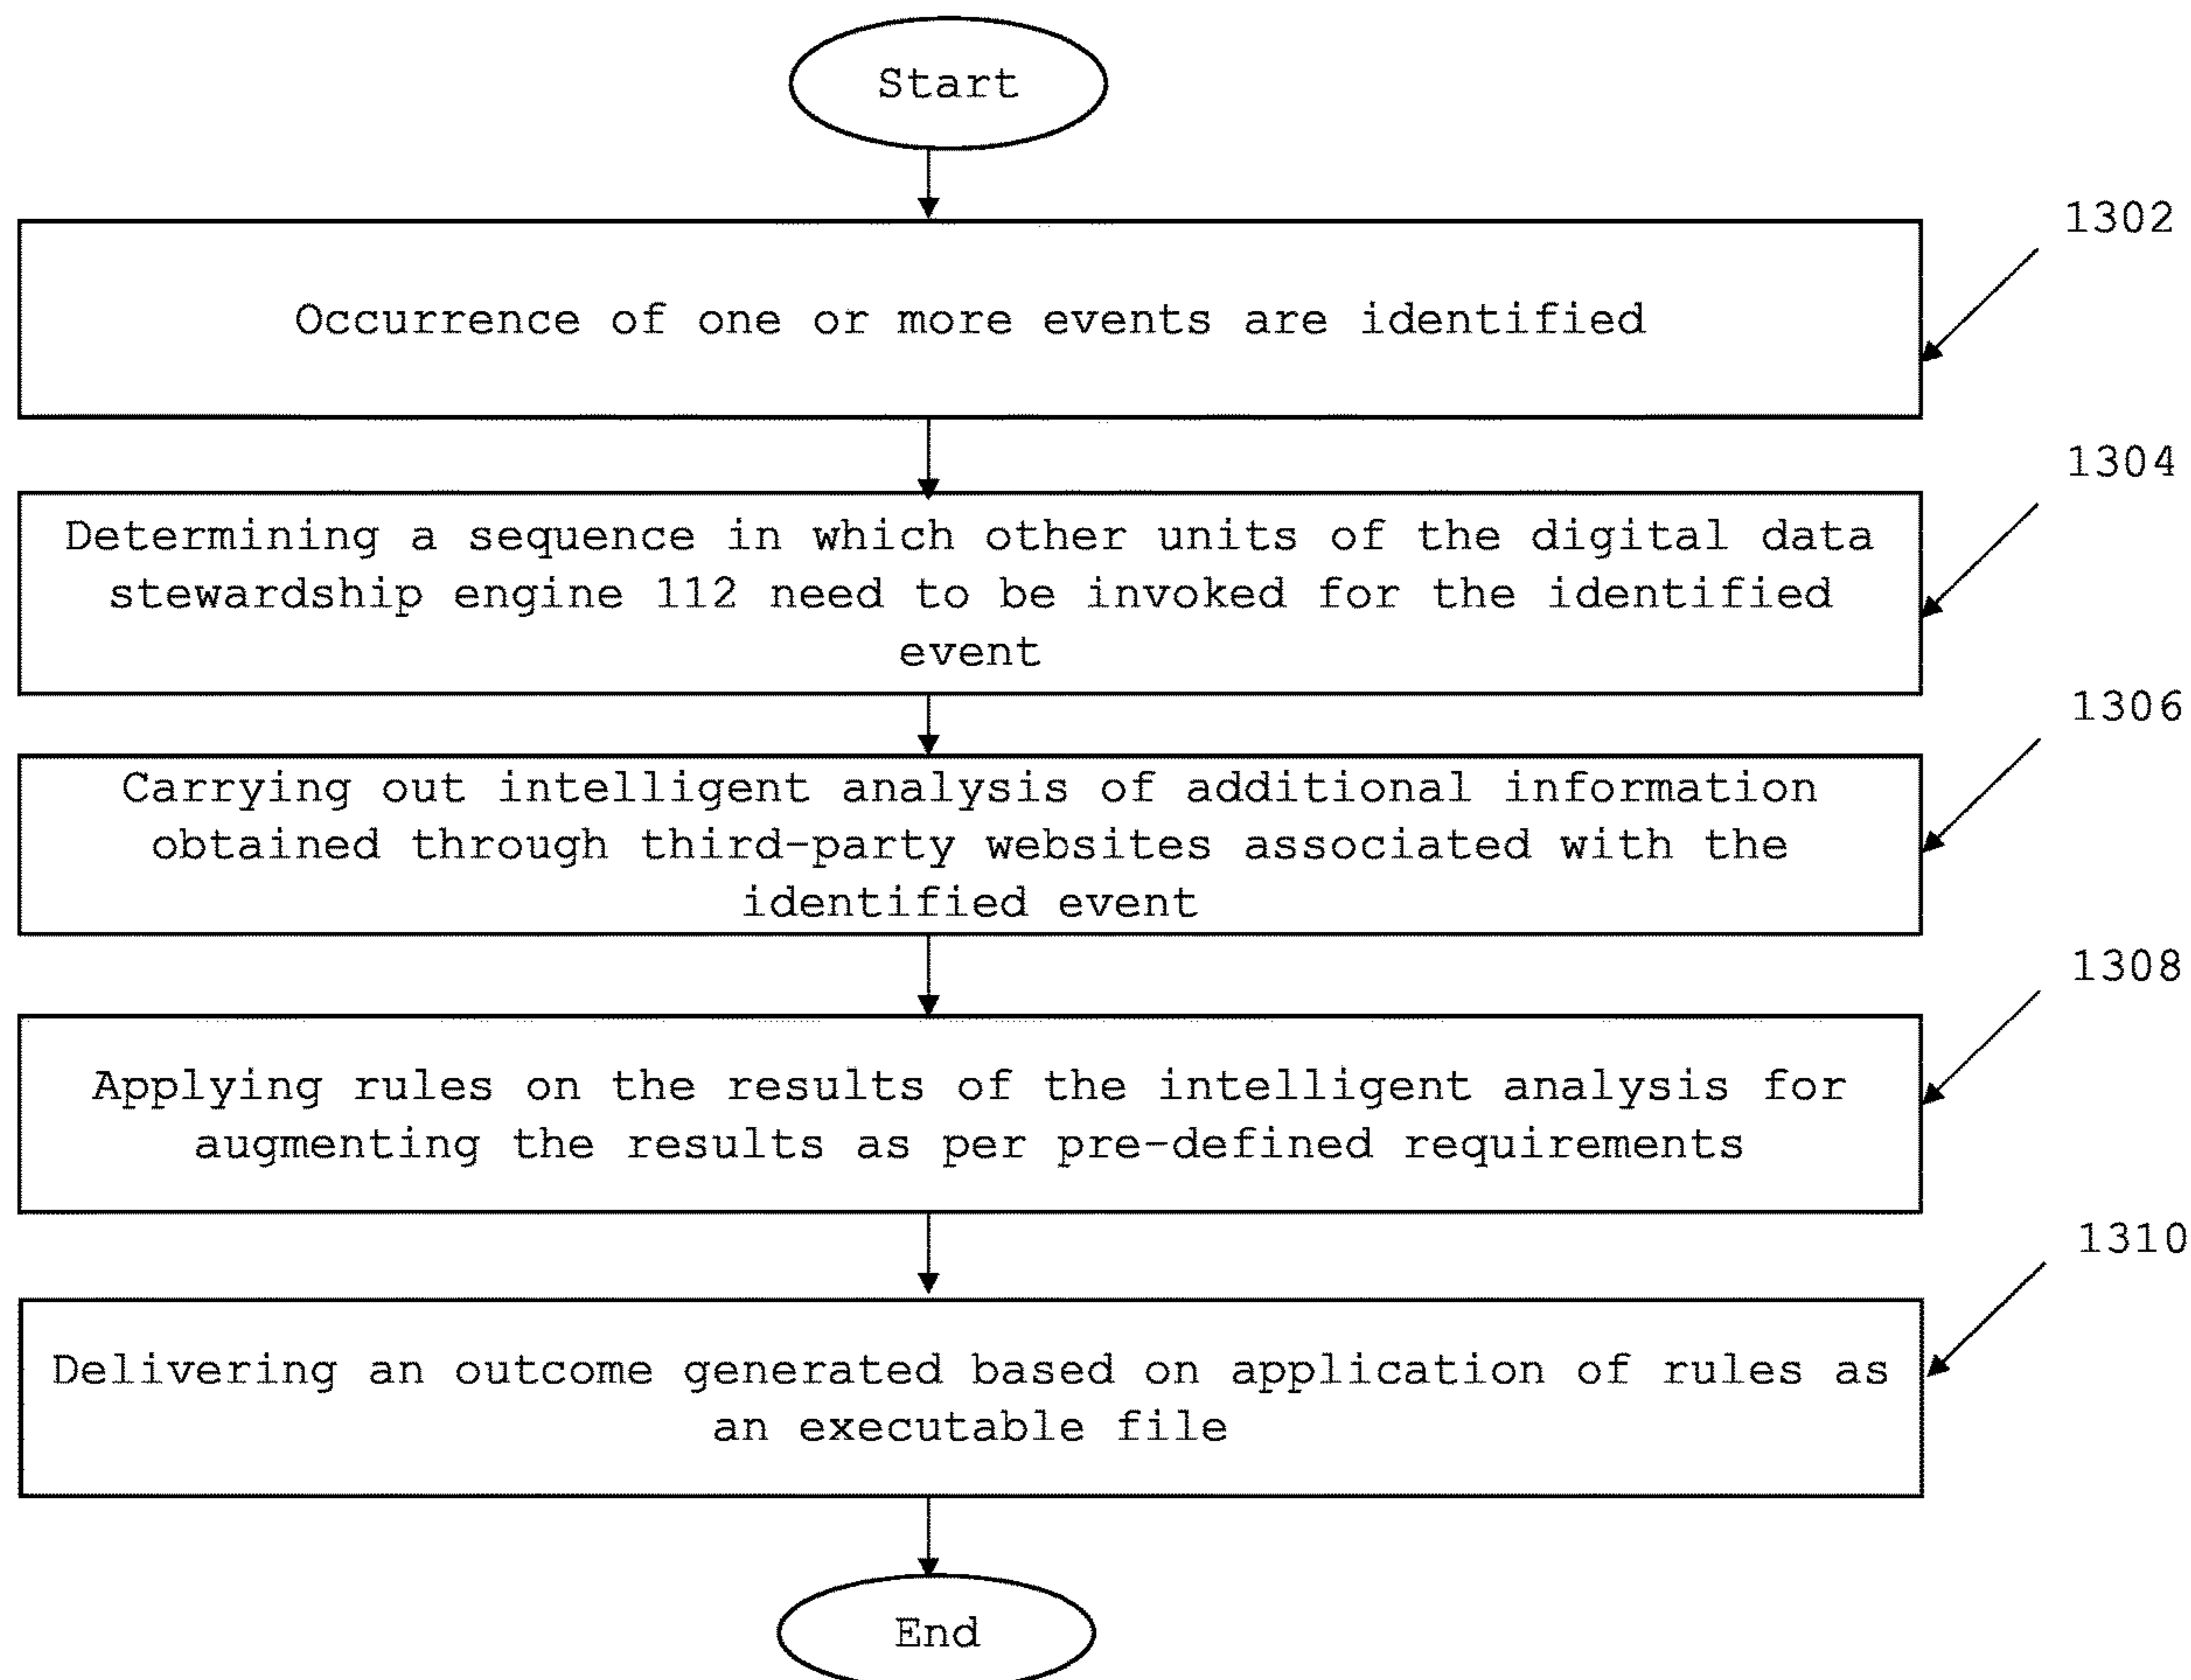 Start
1302
Occurrence of one or more events are identified
1304
Determining a sequence in which other units of the digital data
stewardship engine 112 need to be invoked for the identified
event
1306
Carrying out intelligent analysis of additional information
obtained through third-party websites associated with the
identified event
1308
Applying rules on the results of the intelligent analysis for
augmenting the results as per pre-defined requirements
1310
Delivering an outcome generated based on application of rules as
an executable file
End